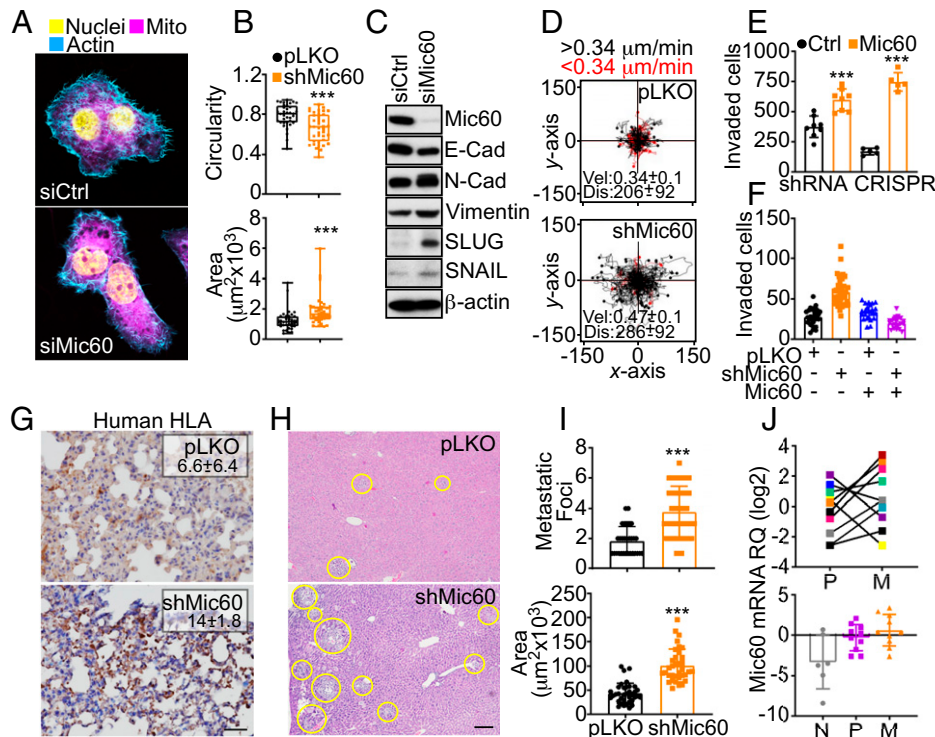 A
Nuclei Mito
Actin
siCtrl
siMic60
B
pLKO
shMic60
Circularity
1.2
0.6
0
***
Area
(μm²x10³)
8
6
4
2
0
***
C
siCtrl
siMic60
Mic60
E-Cad
N-Cad
Vimentin
SLUG
SNAIL
β-actin
D
>0.34 μm/min
<0.34 μm/min
pLKO
150
0
-150
y-axis
Vel:0.34±0.1
Dis:206±92
shMic60
150
0
-150
y-axis
Vel:0.47±0.1
Dis:286±92
-150 0 150
x-axis
E
Ctrl Mic60
Invaded cells
1000
750
500
250
0
*** ***
shRNA CRISPR
F
Invaded cells
150
100
50
0
pLKO + - + -
shMic60 - + - +
Mic60 - - + +
G
Human HLA
pLKO
6.6±6.4
shMic60
14±1.8
H
pLKO
shMic60
I
Metastatic
Foci
8
6
4
2
0
***
Area
(μm²x10³)
250
200
150
100
50
0
***
pLKO shMic60
J
Mic60 mRNA RQ (log2)
4
2
0
-2
-4
P M
5
0
-5
-10
N P M